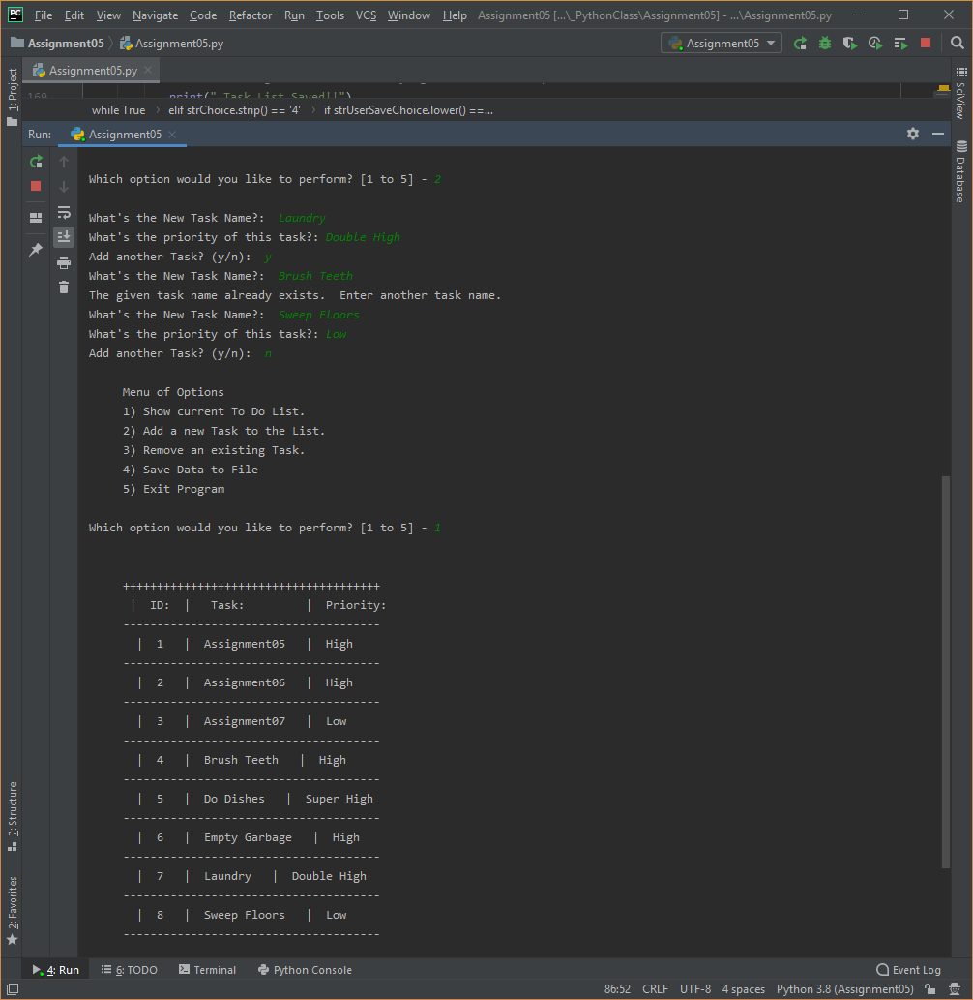 PC File Edit View Navigate Code Refactor Run Tools VCS Window Help Assignment05 [...\_PythonClass\Assignment05] - ...\Assignment05.py
Assignment05 Assignment05.py Assignment05
Assignment05.py
1: Project
SciView
Database
7: Structure
2: Favorites
169 print(" Task List Saved!!")
while True elif strChoice.strip() == '4' if strUserSaveChoice.lower() ==...
Run: Assignment05
Which option would you like to perform? [1 to 5] - 2
What's the New Task Name?: Laundry
What's the priority of this task?: Double High
Add another Task? (y/n): y
What's the New Task Name?: Brush Teeth
The given task name already exists. Enter another task name.
What's the New Task Name?: Sweep Floors
What's the priority of this task?: Low
Add another Task? (y/n): n
Menu of Options
1) Show current To Do List.
2) Add a new Task to the List.
3) Remove an existing Task.
4) Save Data to File
5) Exit Program
Which option would you like to perform? [1 to 5] - 1
++++++++++++++++++++++++++++++++++++++
| ID: | Task: | Priority:
--------------------------------------
| 1 | Assignment05 | High
--------------------------------------
| 2 | Assignment06 | High
--------------------------------------
| 3 | Assignment07 | Low
--------------------------------------
| 4 | Brush Teeth | High
--------------------------------------
| 5 | Do Dishes | Super High
--------------------------------------
| 6 | Empty Garbage | High
--------------------------------------
| 7 | Laundry | Double High
--------------------------------------
| 8 | Sweep Floors | Low
--------------------------------------
4: Run 6: TODO Terminal Python Console Event Log
86:52 CRLF UTF-8 4 spaces Python 3.8 (Assignment05)